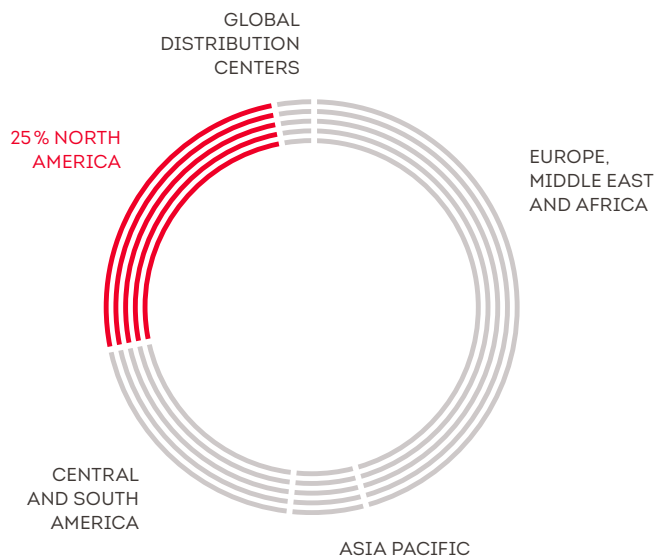 GLOBAL
DISTRIBUTION
CENTERS
25% NORTH
AMERICA
EUROPE,
MIDDLE EAST
AND AFRICA
CENTRAL
AND SOUTH
AMERICA
ASIA PACIFIC